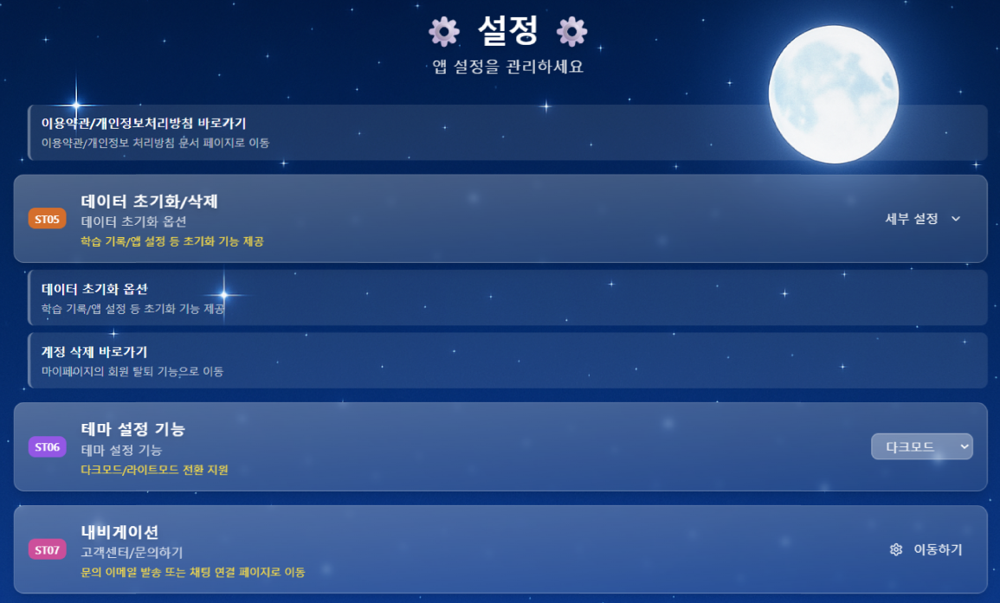 설정
앱 설정을 관리하세요
이용약관/개인정보처리방침 바로가기
이용약관/개인정보 처리방침 문서 페이지로 이동
ST05
데이터 초기화/삭제
데이터 초기화 옵션
학습 기록/앱 설정 등 초기화 기능 제공
세부 설정
데이터 초기화 옵션
학습 기록/앱 설정 등 초기화 기능 제공
계정 삭제 바로가기
마이페이지의 회원 탈퇴 기능으로 이동
ST06
테마 설정 기능
테마 설정 기능
다크모드/라이트모드 전환 지원
다크모드
ST07
내비게이션
고객센터/문의하기
문의 이메일 발송 또는 채팅 연결 페이지로 이동
이동하기